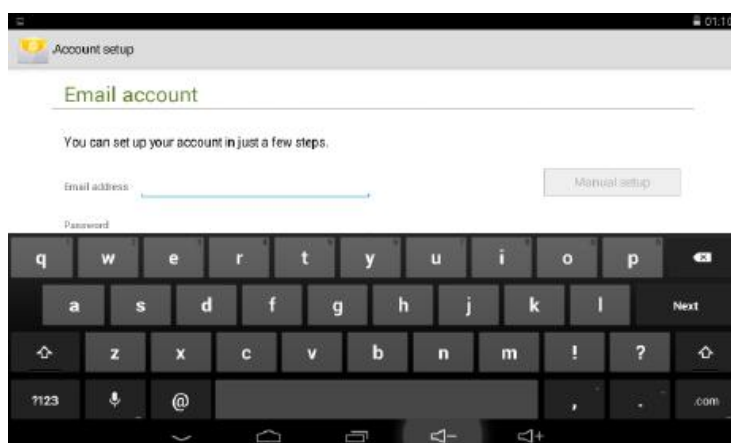 01:10
Account setup
Email account
You can set up your account in just a few steps.
Email address
Manual setup
Password
q w e r t y u i o p
a s d f g h j k l Next
z x c v b n m ! ?
?123 @ , . .com